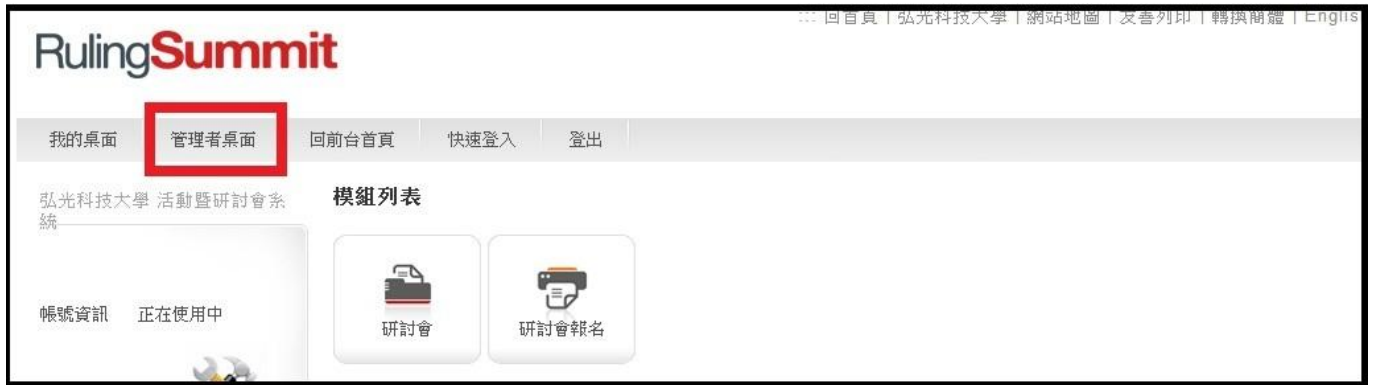 ::: 回首頁 | 弘光科技大學 | 網站地圖 | 友善列印 | 轉換簡體 | Englis
RulingSummit
我的桌面 管理者桌面 回前台首頁 快速登入 登出
弘光科技大學 活動暨研討會系
統
模組列表
帳號資訊 正在使用中
研討會 研討會報名